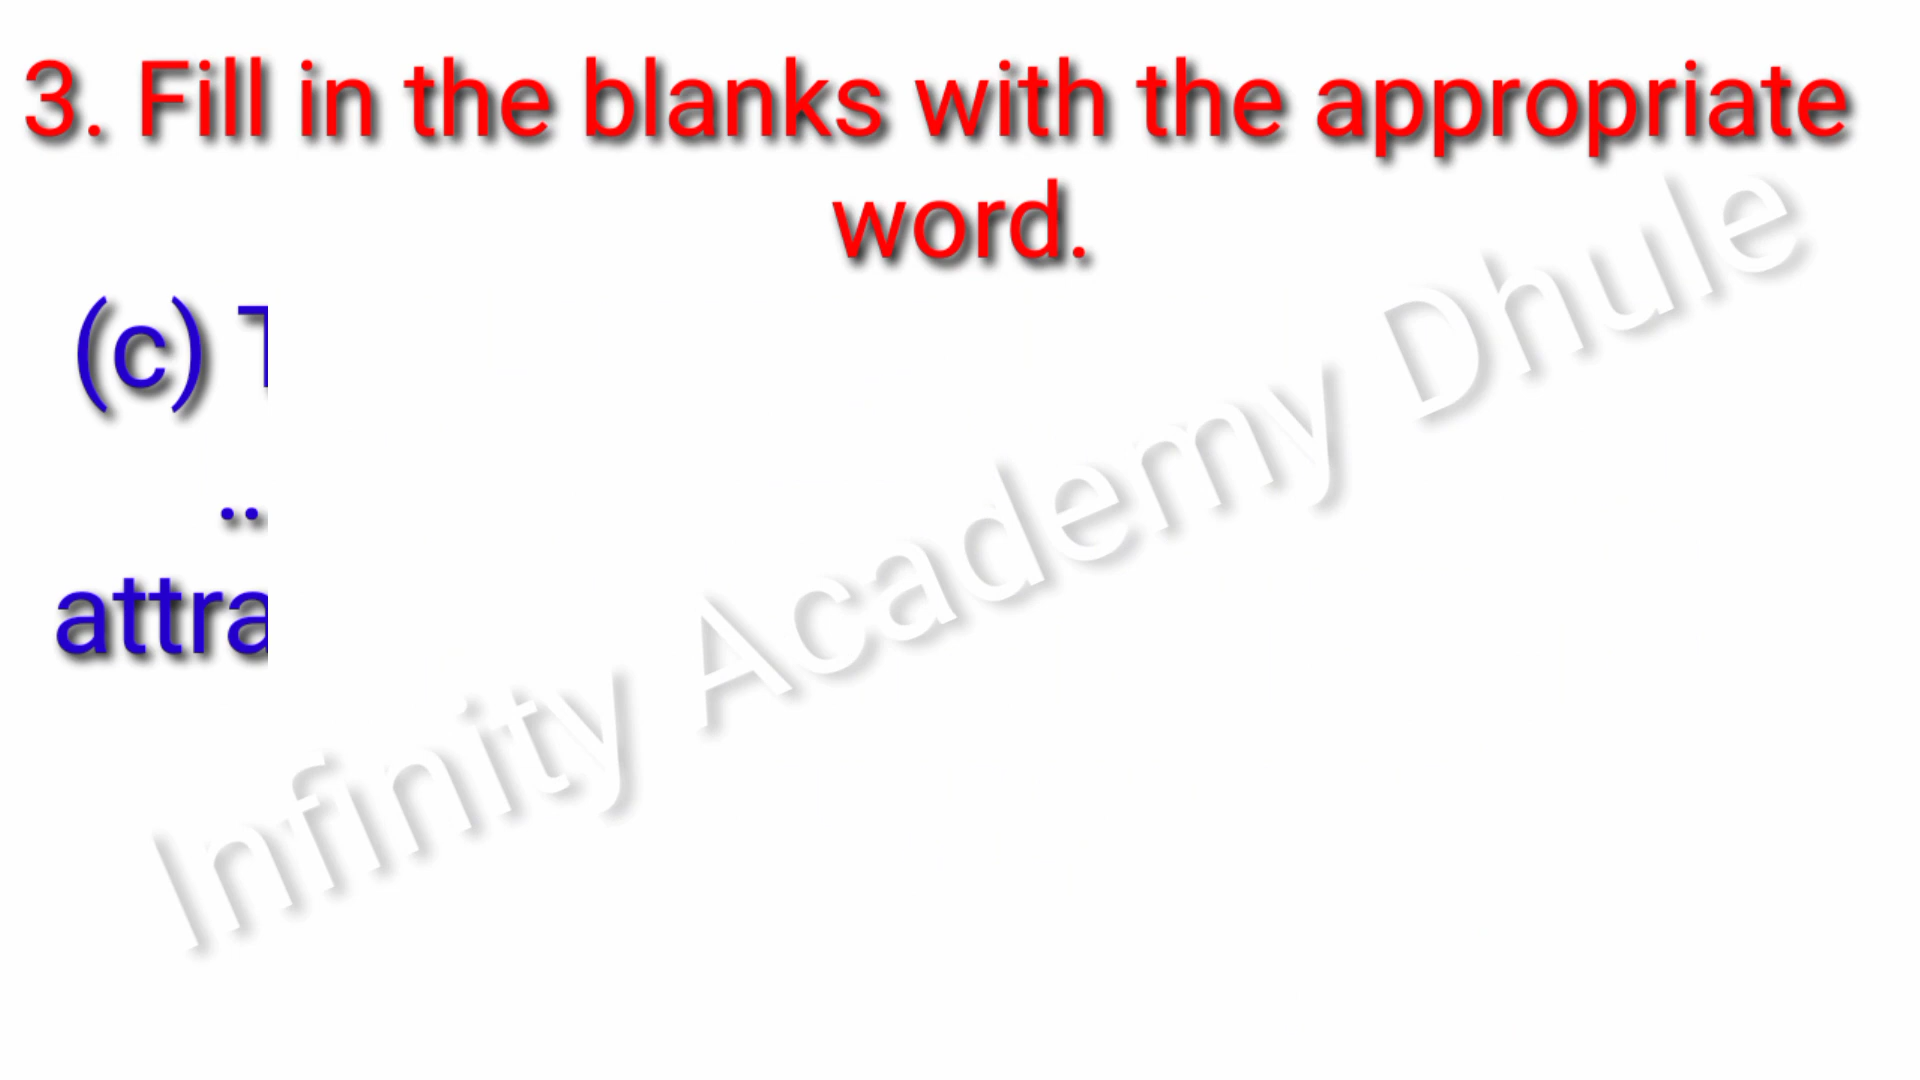 3. Fill in the blanks with the appropriate
word.
(c) T
..
attra
Infinity Academy Dhule